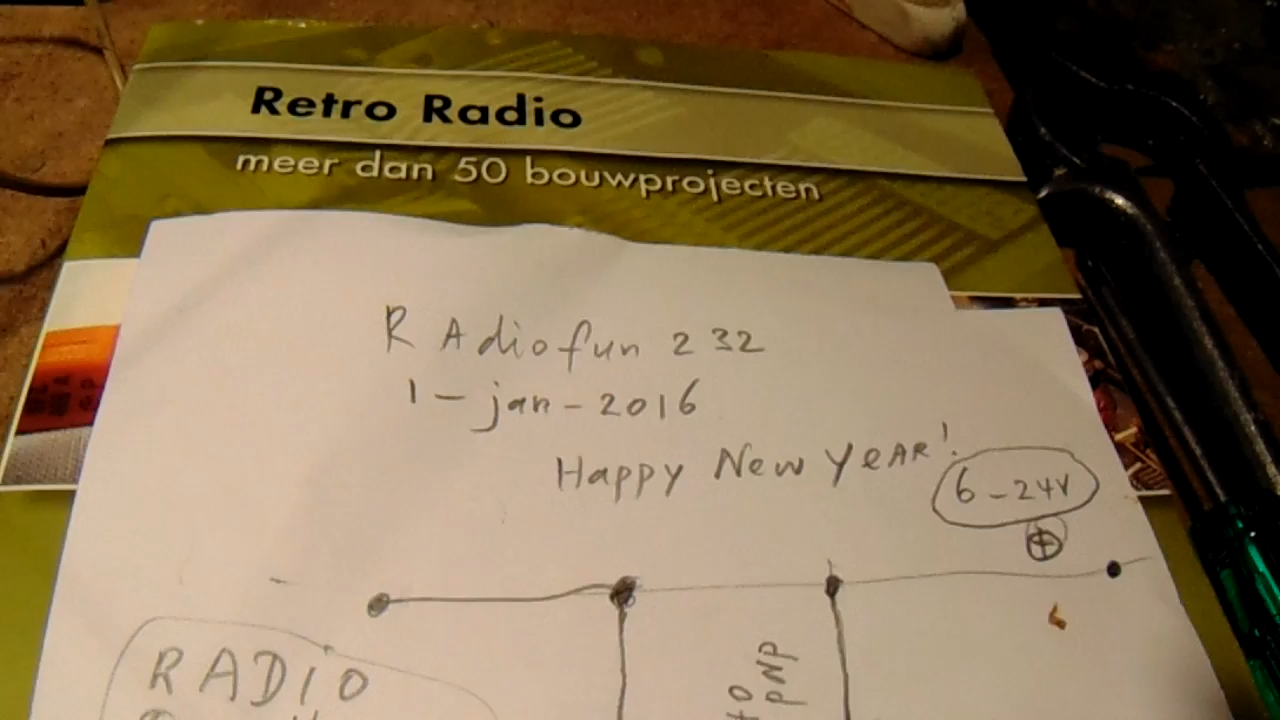 Retro Radio
meer dan 50 bouwprojecten
RAdiofun 232
1-jan-2016
Happy New YeAR!
6-24V
+
RADIO
PNP